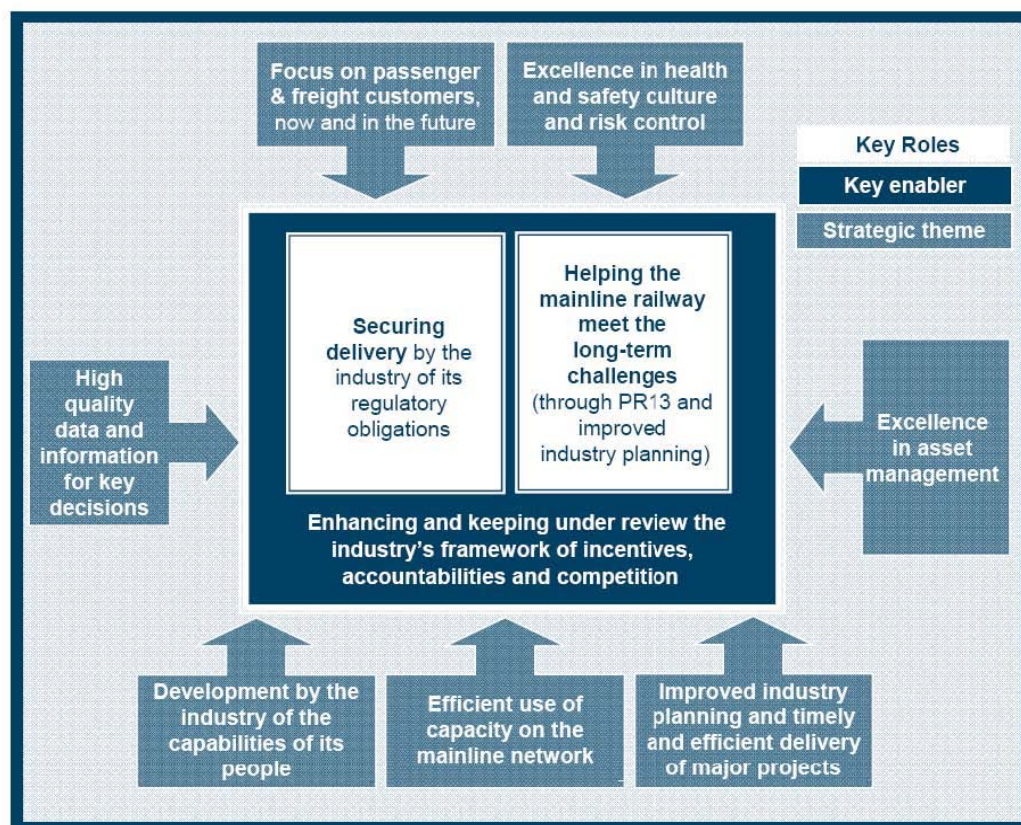 Focus on passenger
& freight customers,
now and in the future
Excellence in health
and safety culture
and risk control
Key Roles
Key enabler
Strategic theme
Securing
delivery by the
industry of its
regulatory
obligations
Helping the
mainline railway
meet the
long-term
challenges
(through PR13 and
improved
industry planning)
High
quality
data and
information
for key
decisions
Excellence
in asset
management
Enhancing and keeping under review the
industry's framework of incentives,
accountabilities and competition
Development by the
industry of the
capabilities of its
people
Efficient use of
capacity on the
mainline network
Improved industry
planning and timely
and efficient delivery
of major projects